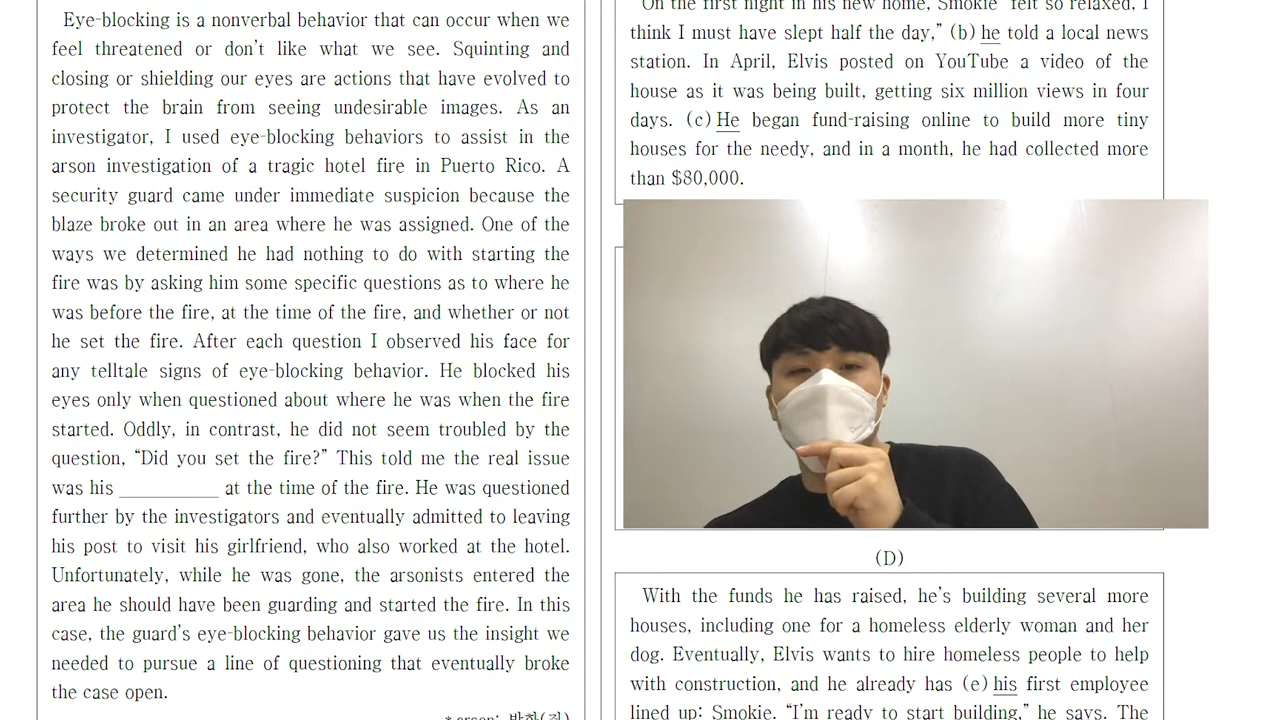 Eye-blocking is a nonverbal behavior that can occur when we
feel threatened or don't like what we see. Squinting and
closing or shielding our eyes are actions that have evolved to
protect the brain from seeing undesirable images. As an
investigator, I used eye-blocking behaviors to assist in the
arson investigation of a tragic hotel fire in Puerto Rico. A
security guard came under immediate suspicion because the
blaze broke out in an area where he was assigned. One of the
ways we determined he had nothing to do with starting the
fire was by asking him some specific questions as to where he
was before the fire, at the time of the fire, and whether or not
he set the fire. After each question I observed his face for
any telltale signs of eye-blocking behavior. He blocked his
eyes only when questioned about where he was when the fire
started. Oddly, in contrast, he did not seem troubled by the
question, “Did you set the fire?” This told me the real issue
was his __________ at the time of the fire. He was questioned
further by the investigators and eventually admitted to leaving
his post to visit his girlfriend, who also worked at the hotel.
Unfortunately, while he was gone, the arsonists entered the
area he should have been guarding and started the fire. In this
case, the guard's eye-blocking behavior gave us the insight we
needed to pursue a line of questioning that eventually broke
the case open.
* arson: 방화(죄)
On the first night in his new home, Smokie “felt so relaxed, I
think I must have slept half the day,” (b) he told a local news
station. In April, Elvis posted on YouTube a video of the
house as it was being built, getting six million views in four
days. (c) He began fund-raising online to build more tiny
houses for the needy, and in a month, he had collected more
than $80,000.
(D)
With the funds he has raised, he's building several more
houses, including one for a homeless elderly woman and her
dog. Eventually, Elvis wants to hire homeless people to help
with construction, and he already has (e) his first employee
lined up: Smokie. “I'm ready to start building,” he says. The